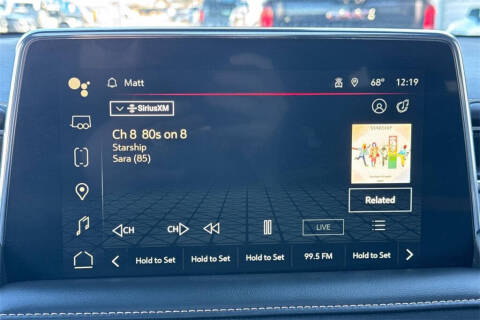 Matt 68° 12:19
SiriusXM
Ch 8 80s on 8
Starship
Sara (85)
STARSHIP
Related
CH CH LIVE
Hold to Set Hold to Set Hold to Set 99.5 FM Hold to Set